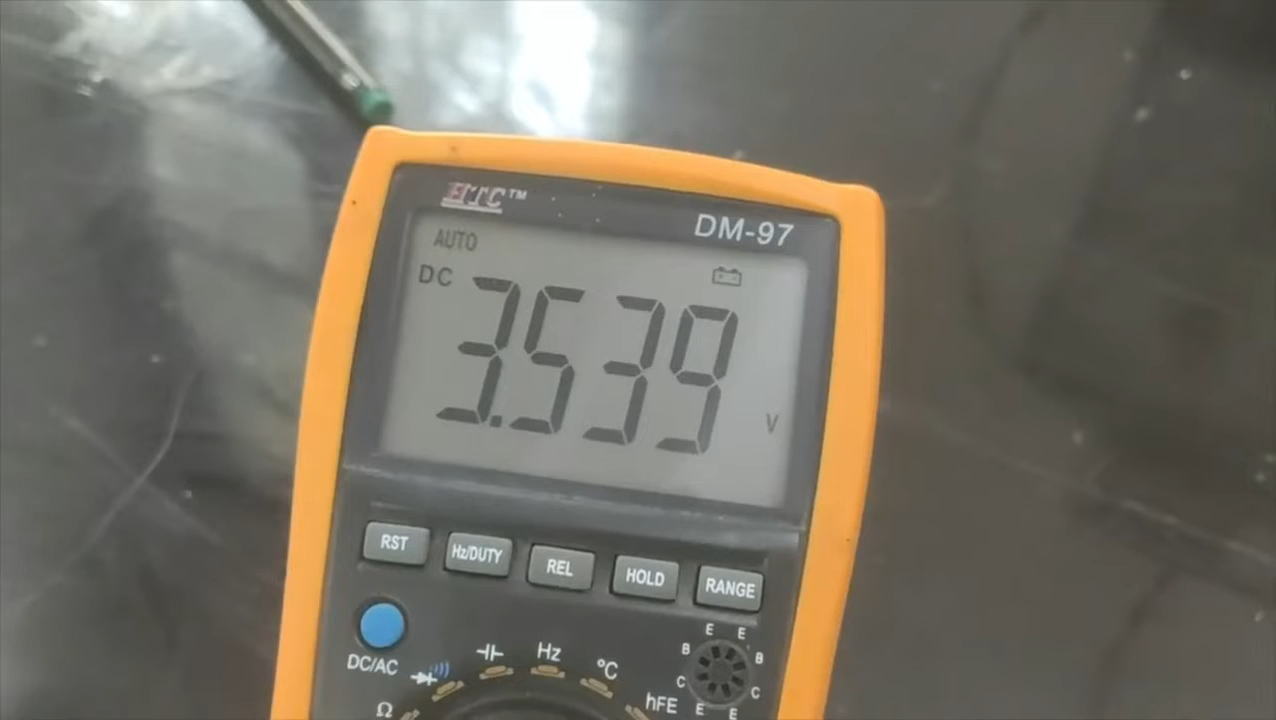 HTC™
DM-97
AUTO
DC 3.539 V
RST Hz/DUTY REL HOLD RANGE
DC/AC
Hz
°C
Ω
hFE
E E
B B
C C
E E